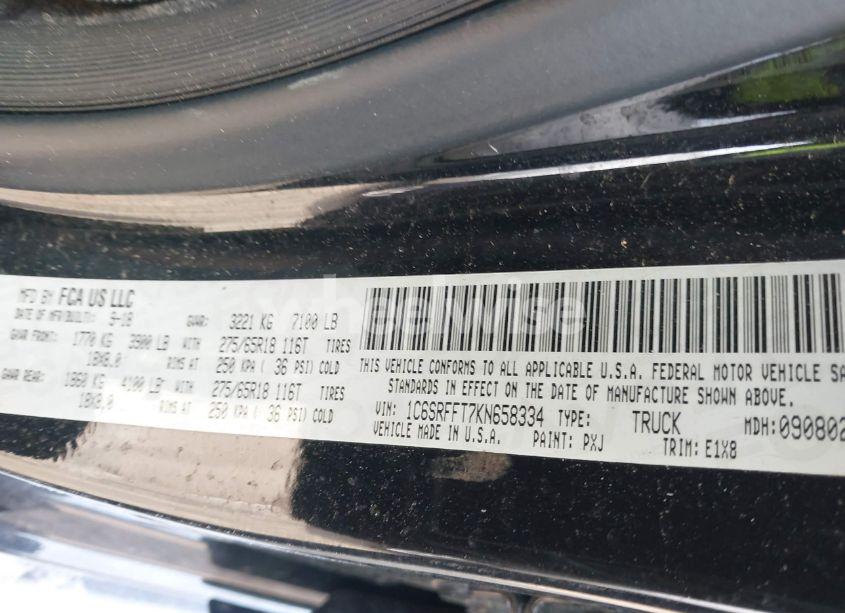 MFD BY FCA US LLC
DATE OF MFR/BUILT: 9-18 GVWR: 3221 KG 7100 LB
GAWR FRONT: 1770 KG 3900 LB WITH 275/65R18 116T TIRES
18X8.0 RIMS AT 250 KPA ( 36 PSI) COLD
GAWR REAR: 1860 KG 4100 LB WITH 275/65R18 116T TIRES
18X8.0 RIMS AT 250 KPA ( 36 PSI) COLD
THIS VEHICLE CONFORMS TO ALL APPLICABLE U.S.A. FEDERAL MOTOR VEHICLE SA
STANDARDS IN EFFECT ON THE DATE OF MANUFACTURE SHOWN ABOVE.
VIN: 1C6SRFFT7KN658334 TYPE: TRUCK MDH: 090802
VEHICLE MADE IN U.S.A. PAINT: PXJ TRIM: E1X8
wheelwise